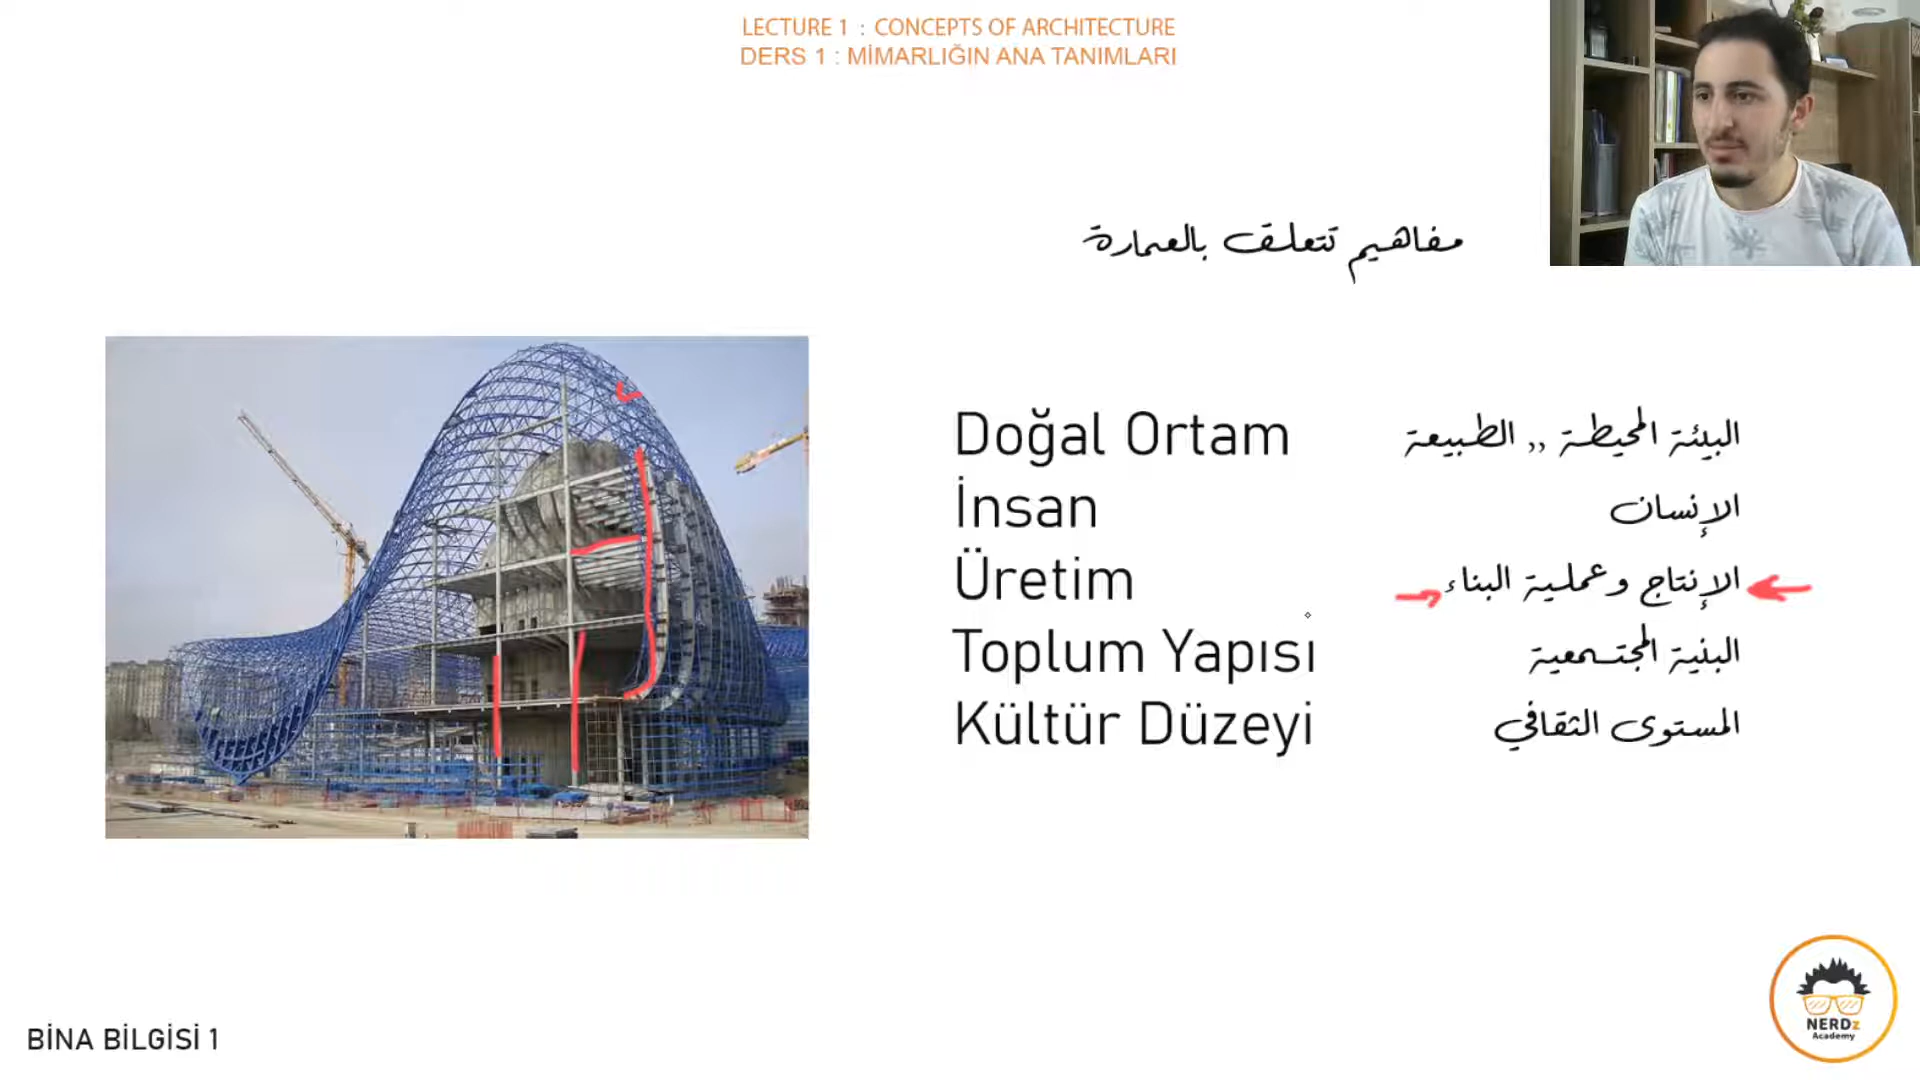 LECTURE 1 : CONCEPTS OF ARCHITECTURE
DERS 1 : MİMARLIĞIN ANA TANIMLARI
مفاهيم تتعلق بالعمارة
Doğal Ortam البيئة المحيطة ,, الطبيعة
İnsan الإنسان
Üretim الإنتاج وعملية البناء
Toplum Yapısı البنية المجتمعية
Kültür Düzeyi المستوى الثقافي
BİNA BİLGİSİ 1
NERDz
Academy